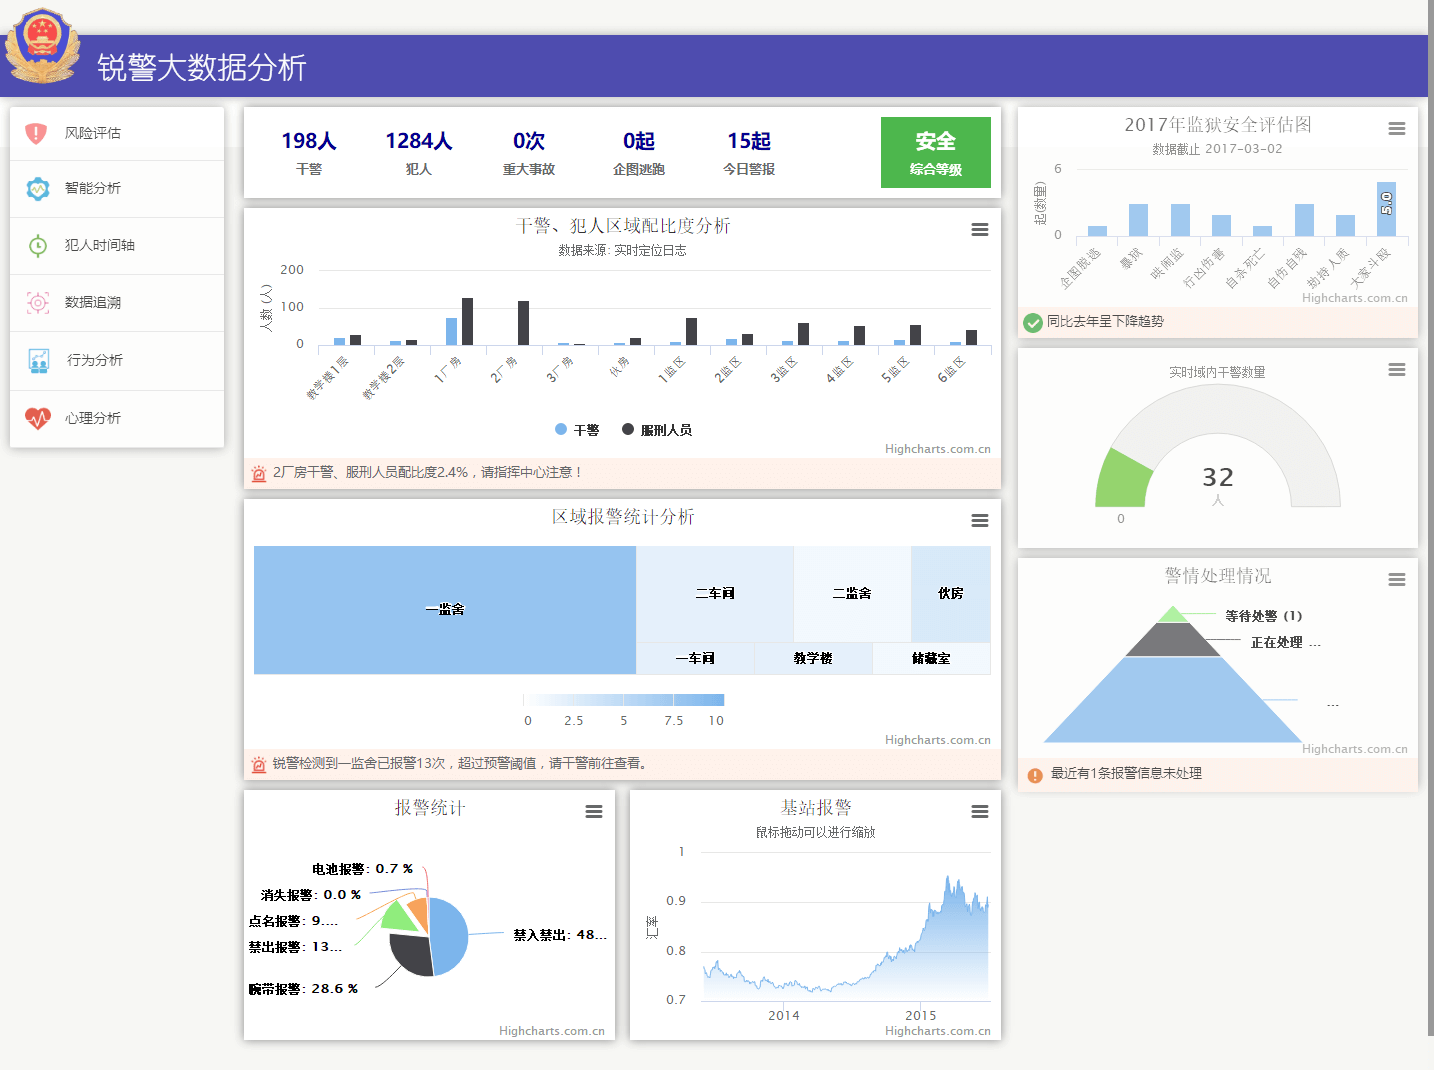 锐警大数据分析
风险评估
智能分析
犯人时间轴
数据追溯
行为分析
心理分析
198人 1284人 0次 0起 15起 安全
干警 犯人 重大事故 企图逃跑 今日警报 综合等级
干警、犯人区域配比度分析
数据来源: 实时定位日志
人数 (人)
200
100
0
教学楼1层 教学楼2层 1厂房 2厂房 3厂房 伙房 1监区 2监区 3监区 4监区 5监区 6监区
干警 服刑人员
Highcharts.com.cn
2厂房干警、服刑人员配比度2.4%，请指挥中心注意！
区域报警统计分析
一监舍 二车间 二监舍 伙房
一车间 教学楼 储藏室
0 2.5 5 7.5 10
Highcharts.com.cn
锐警检测到一监舍已报警13次，超过预警阈值，请干警前往查看。
报警统计
电池报警: 0.7 %
消失报警: 0.0 %
点名报警: 9....
禁出报警: 13...
腕带报警: 28.6 %
禁入禁出: 48...
Highcharts.com.cn
基站报警
鼠标拖动可以进行缩放
汇率
1
0.9
0.8
0.7
2014 2015
Highcharts.com.cn
2017年监狱安全评估图
数据截止 2017-03-02
起(数量)
6
0
5.0
企图脱逃 暴狱 哄闹监 行凶伤害 自杀死亡 自伤自残 劫持人质 大家斗殴
Highcharts.com.cn
同比去年呈下降趋势
实时域内干警数量
32
人
0
警情处理情况
等待处警 (1)
正在处理 ...
...
Highcharts.com.cn
最近有1条报警信息未处理